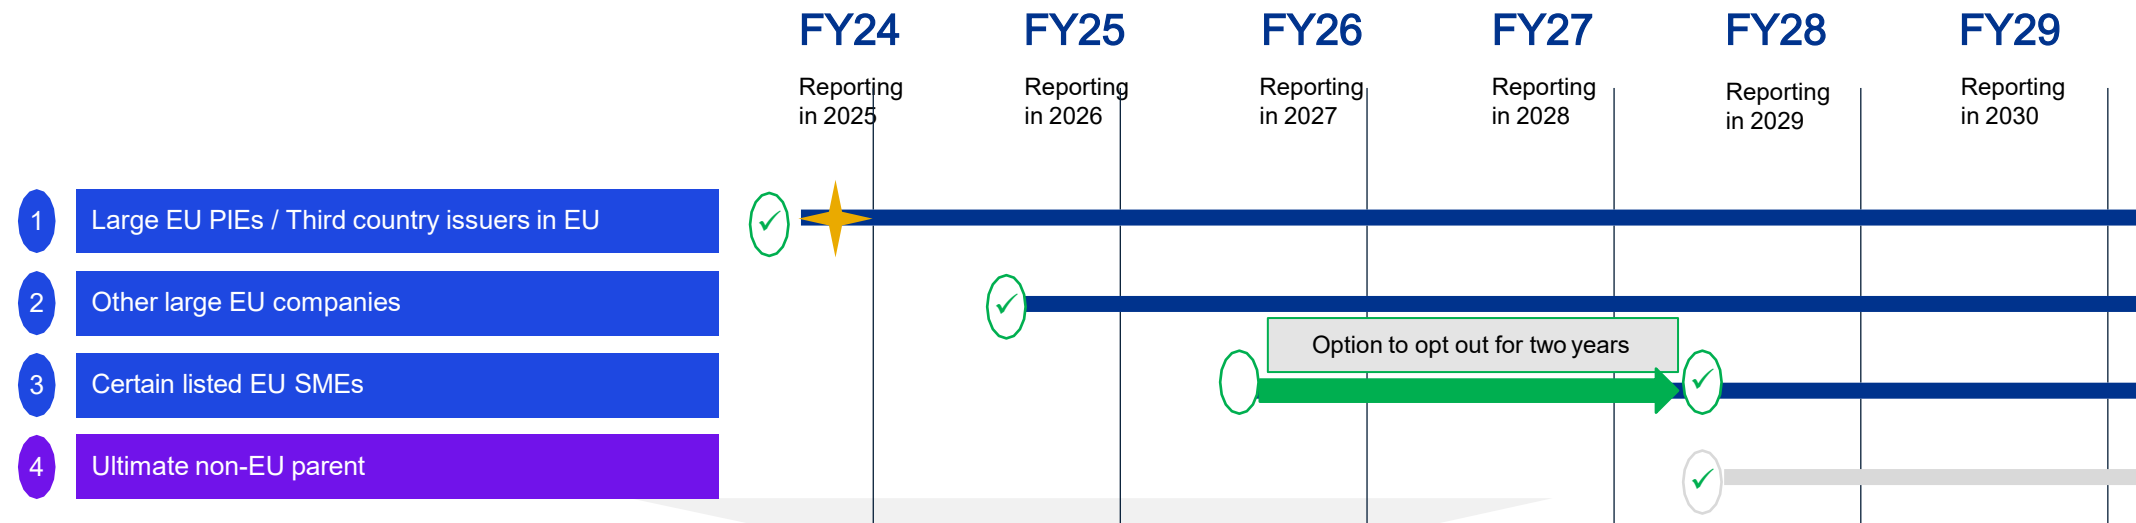 FY24 FY25 FY26 FY27 FY28 FY29
Reporting Reporting Reporting Reporting Reporting Reporting
in 2025 in 2026 in 2027 in 2028 in 2029 in 2030
1 Large EU PIEs / Third country issuers in EU
2 Other large EU companies
Option to opt out for two years
3 Certain listed EU SMEs
4 Ultimate non-EU parent